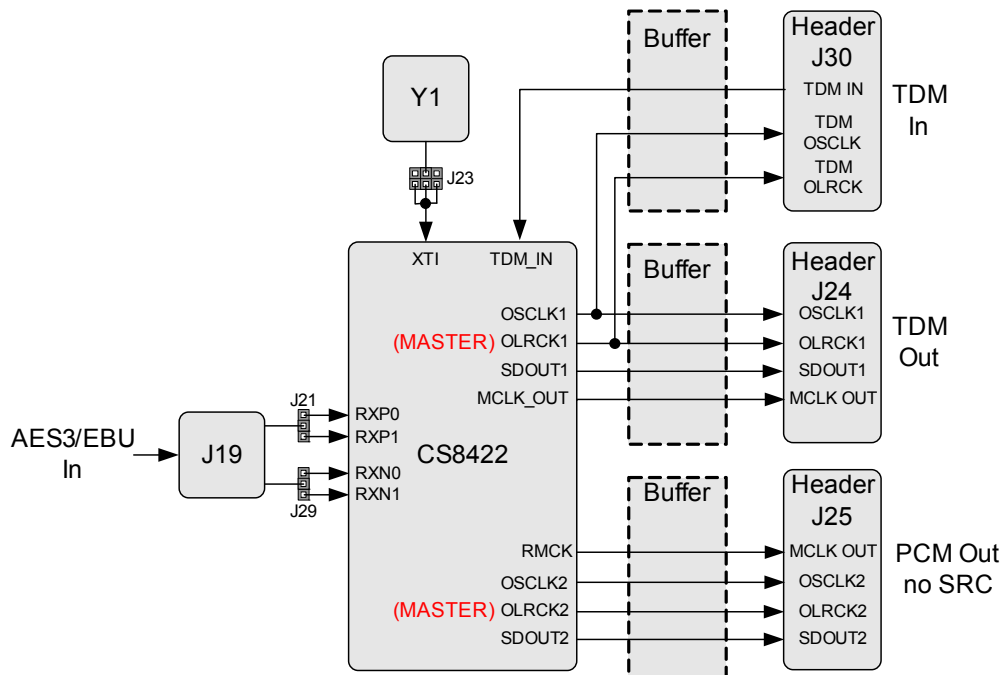 Y1
J23
Buffer
Header
J30
TDM IN
TDM
OSCLK
TDM
OLRCK
TDM
In
XTI
TDM_IN
OSCLK1
(MASTER) OLRCK1
SDOUT1
MCLK_OUT
Buffer
Header
J24
OSCLK1
OLRCK1
SDOUT1
MCLK OUT
TDM
Out
AES3/EBU
In
J19
J21
J29
RXP0
RXP1
RXN0
RXN1
CS8422
RMCK
OSCLK2
(MASTER) OLRCK2
SDOUT2
Buffer
Header
J25
MCLK OUT
OSCLK2
OLRCK2
SDOUT2
PCM Out
no SRC